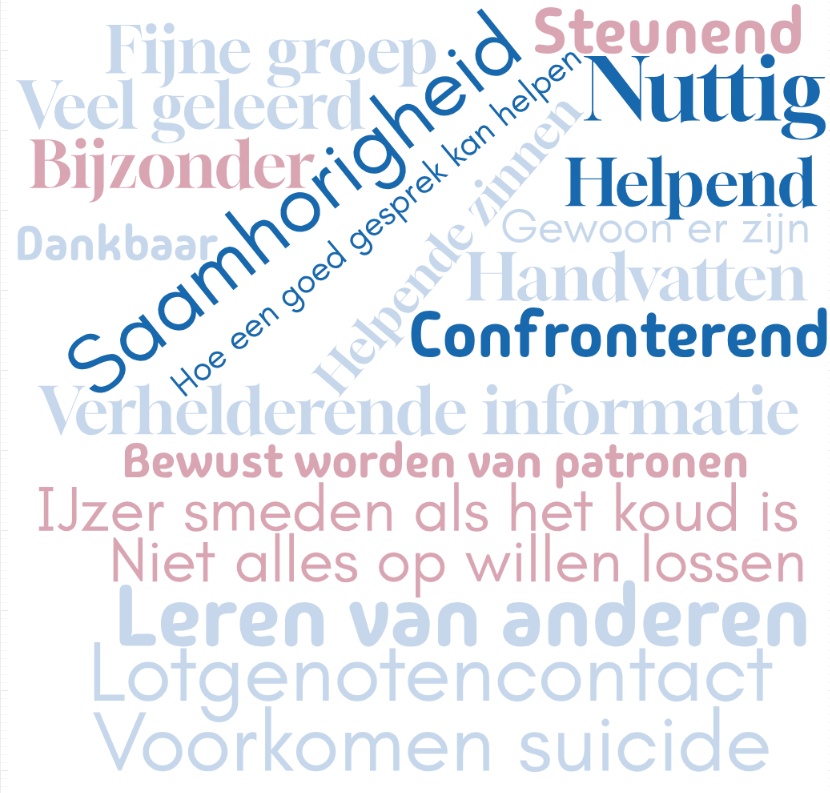 Steunend
Fijne groep
Saamhorigheid
Nuttig
Veel geleerd
Hoe een goed gesprek kan helpen
Bijzonder
Helpende zinnen
Helpend
Gewoon er zijn
Dankbaar
Handvatten
Confronterend
Verhelderende informatie
Bewust worden van patronen
IJzer smeden als het koud is
Niet alles op willen lossen
Leren van anderen
Lotgenotencontact
Voorkomen suicide